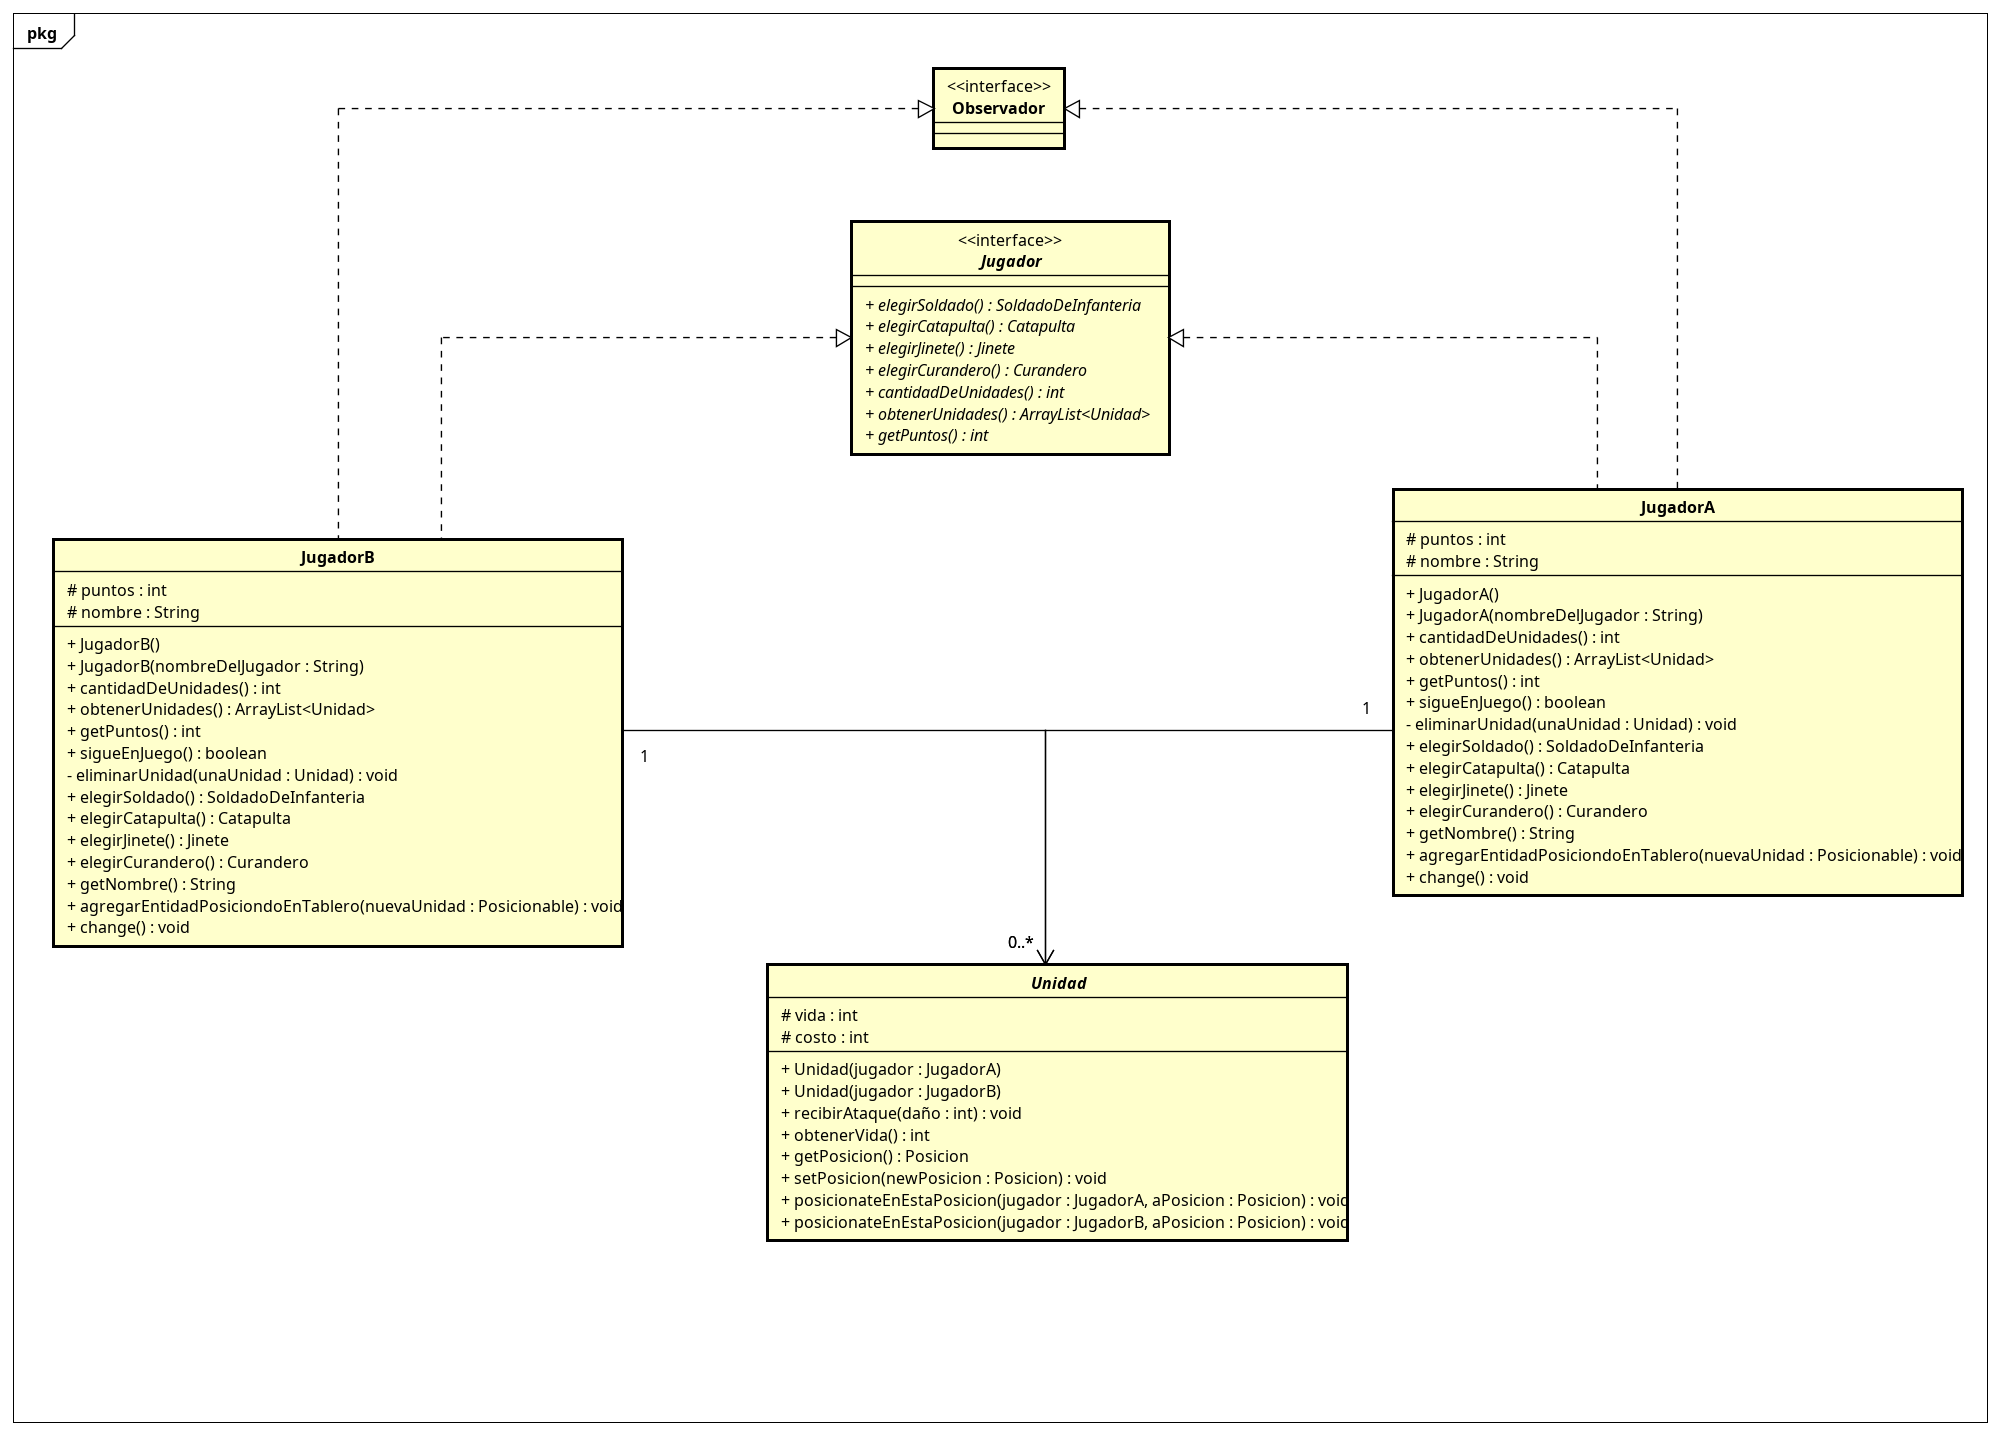 pkg
<<interface>>
Observador
<<interface>>
Jugador
+ elegirSoldado() : SoldadoDeInfanteria
+ elegirCatapulta() : Catapulta
+ elegirJinete() : Jinete
+ elegirCurandero() : Curandero
+ cantidadDeUnidades() : int
+ obtenerUnidades() : ArrayList<Unidad>
+ getPuntos() : int
JugadorB
# puntos : int
# nombre : String
+ JugadorB()
+ JugadorB(nombreDelJugador : String)
+ cantidadDeUnidades() : int
+ obtenerUnidades() : ArrayList<Unidad>
+ getPuntos() : int
+ sigueEnJuego() : boolean
- eliminarUnidad(unaUnidad : Unidad) : void
+ elegirSoldado() : SoldadoDeInfanteria
+ elegirCatapulta() : Catapulta
+ elegirJinete() : Jinete
+ elegirCurandero() : Curandero
+ getNombre() : String
+ agregarEntidadPosiciondoEnTablero(nuevaUnidad : Posicionable) : void
+ change() : void
JugadorA
# puntos : int
# nombre : String
+ JugadorA()
+ JugadorA(nombreDelJugador : String)
+ cantidadDeUnidades() : int
+ obtenerUnidades() : ArrayList<Unidad>
+ getPuntos() : int
+ sigueEnJuego() : boolean
- eliminarUnidad(unaUnidad : Unidad) : void
+ elegirSoldado() : SoldadoDeInfanteria
+ elegirCatapulta() : Catapulta
+ elegirJinete() : Jinete
+ elegirCurandero() : Curandero
+ getNombre() : String
+ agregarEntidadPosiciondoEnTablero(nuevaUnidad : Posicionable) : void
+ change() : void
1
1
0..*
Unidad
# vida : int
# costo : int
+ Unidad(jugador : JugadorA)
+ Unidad(jugador : JugadorB)
+ recibirAtaque(daño : int) : void
+ obtenerVida() : int
+ getPosicion() : Posicion
+ setPosicion(newPosicion : Posicion) : void
+ posicionateEnEstaPosicion(jugador : JugadorA, aPosicion : Posicion) : void
+ posicionateEnEstaPosicion(jugador : JugadorB, aPosicion : Posicion) : void